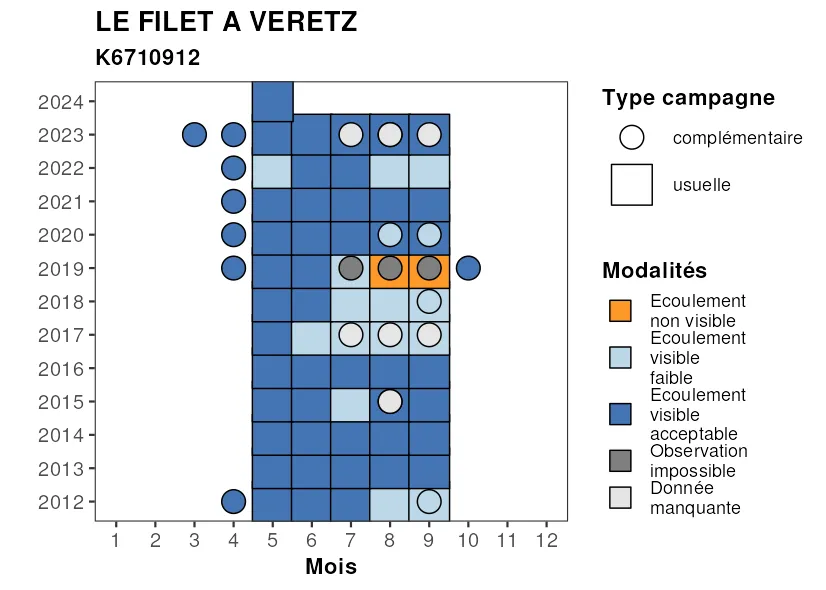 LE FILET A VERETZ
K6710912
2024
2023
2022
2021
2020
2019
2018
2017
2016
2015
2014
2013
2012
1 2 3 4 5 6 7 8 9 10 11 12
Mois
Type campagne
complémentaire
usuelle
Modalités
Ecoulement
non visible
Ecoulement
visible
faible
Ecoulement
visible
acceptable
Observation
impossible
Donnée
manquante